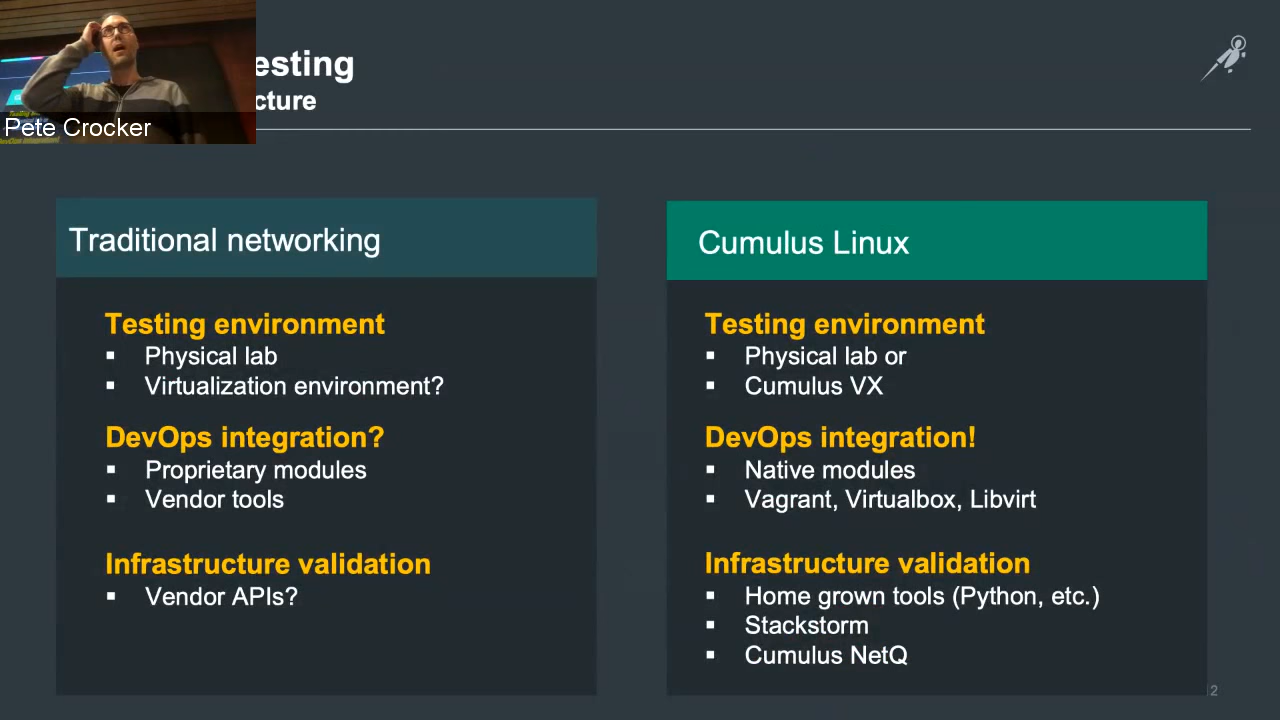 esting
cture
Pete Crocker
Traditional networking
Testing environment
▪ Physical lab
▪ Virtualization environment?
DevOps integration?
▪ Proprietary modules
▪ Vendor tools
Infrastructure validation
▪ Vendor APIs?
Cumulus Linux
Testing environment
▪ Physical lab or
▪ Cumulus VX
DevOps integration!
▪ Native modules
▪ Vagrant, Virtualbox, Libvirt
Infrastructure validation
▪ Home grown tools (Python, etc.)
▪ Stackstorm
▪ Cumulus NetQ
2